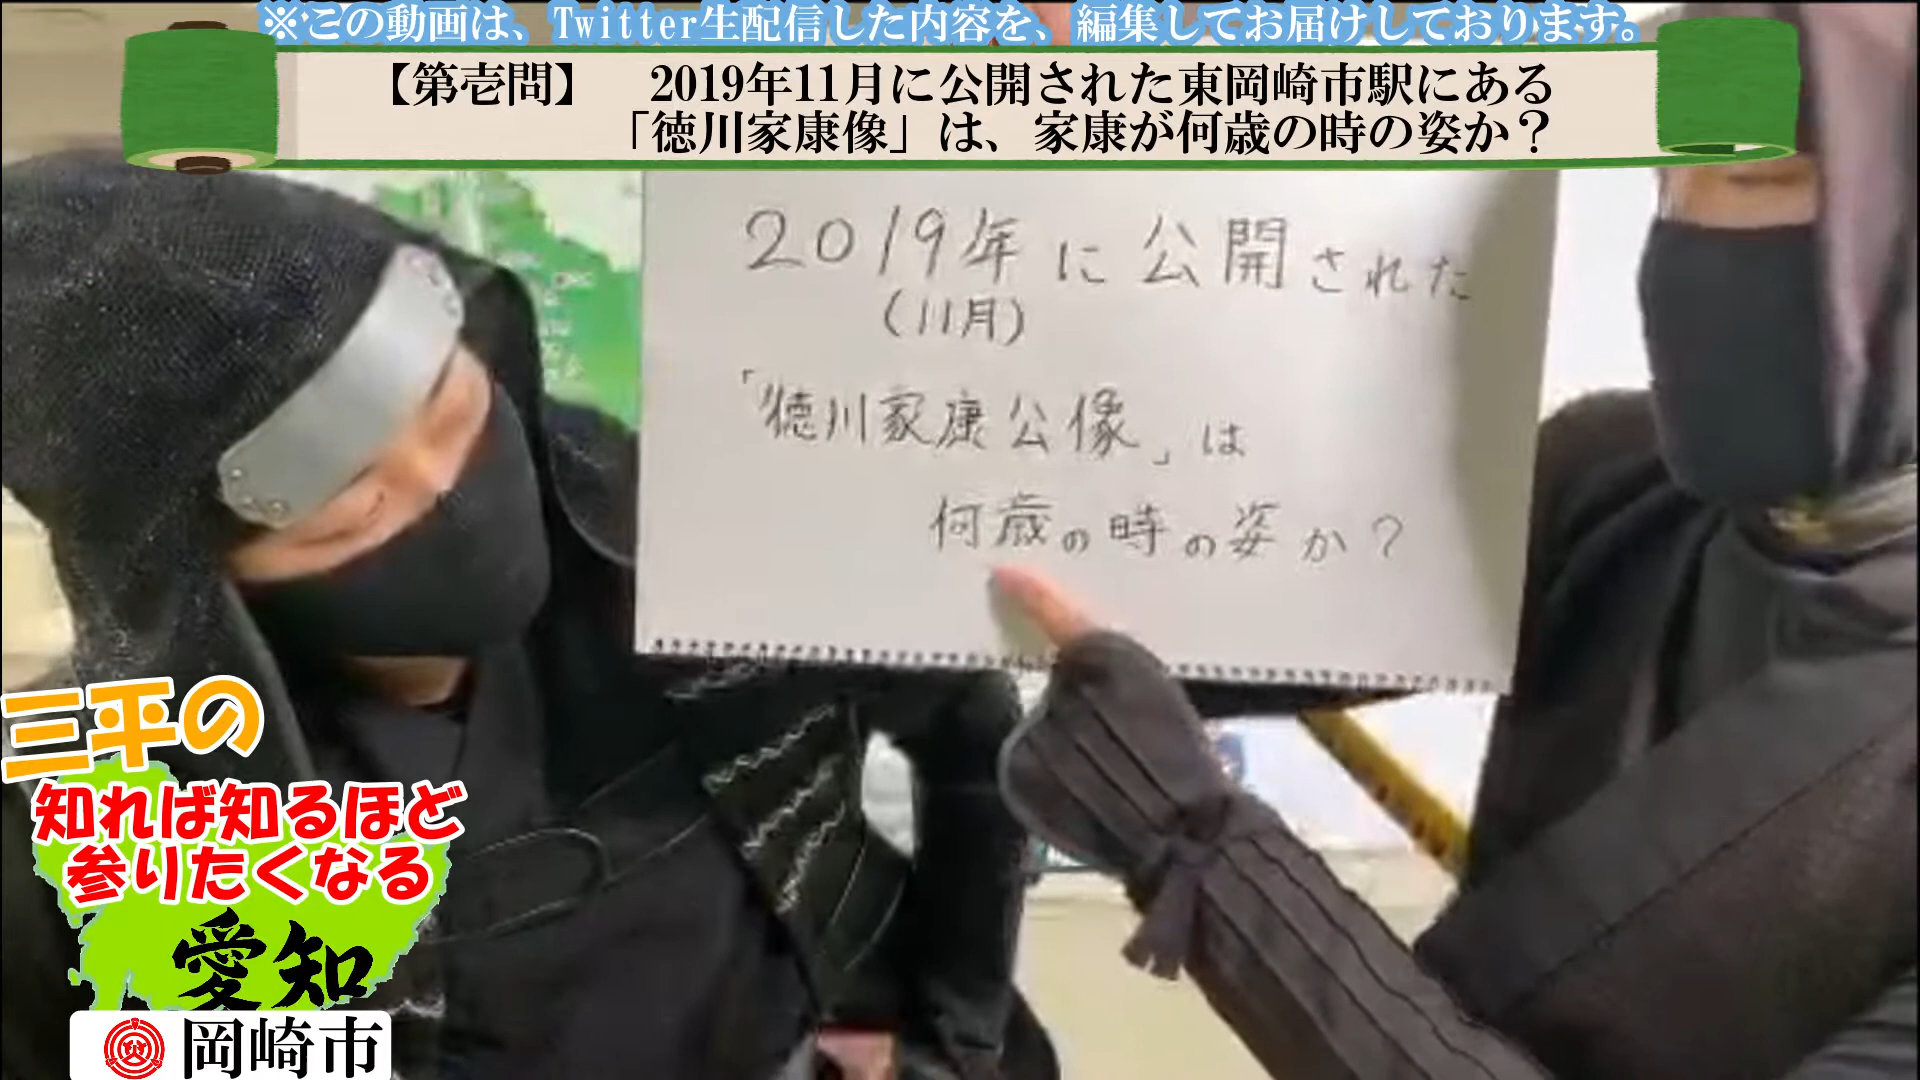 ※この動画は、Twitter生配信した内容を、編集してお届けしております。
【第壱問】　2019年11月に公開された東岡崎市駅にある
「徳川家康像」は、家康が何歳の時の姿か？
2019年に公開された
(11月)
「徳川家康公像」は
何歳の時の姿か？
三平の
知れば知るほど
参りたくなる
愛知
岡崎市